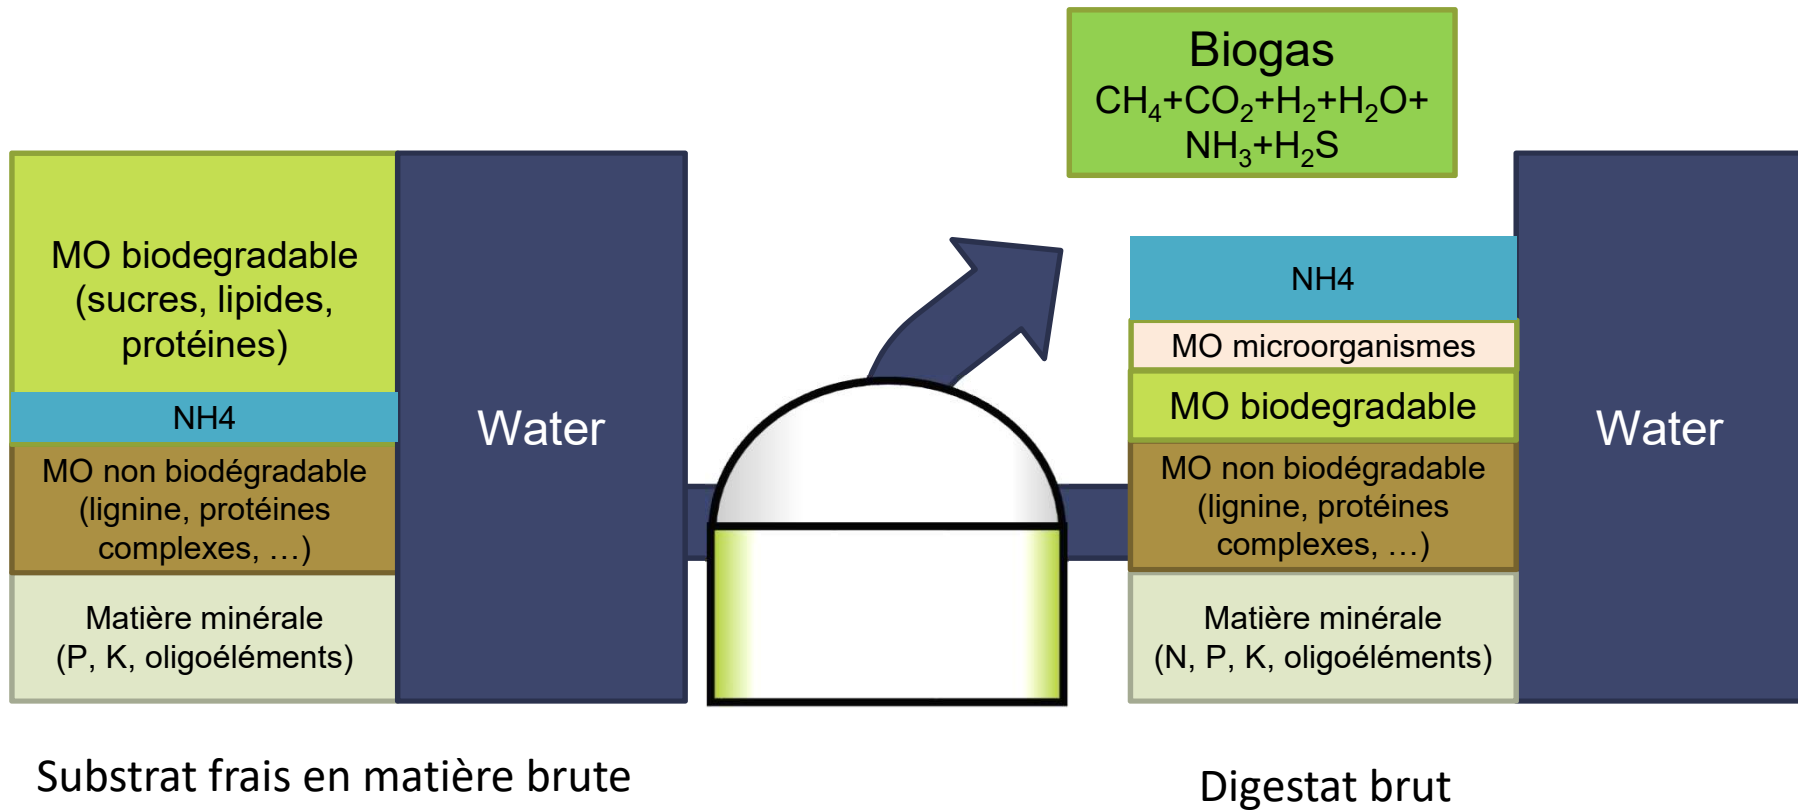 Biogas
CH₄+CO₂+H₂+H₂O+
NH₃+H₂S
MO biodegradable
(sucres, lipides,
protéines)
NH4
MO non biodégradable
(lignine, protéines
complexes, …)
Matière minérale
(P, K, oligoéléments)
Water
NH4
MO microorganismes
MO biodegradable
MO non biodégradable
(lignine, protéines
complexes, …)
Matière minérale
(N, P, K, oligoéléments)
Water
Substrat frais en matière brute
Digestat brut